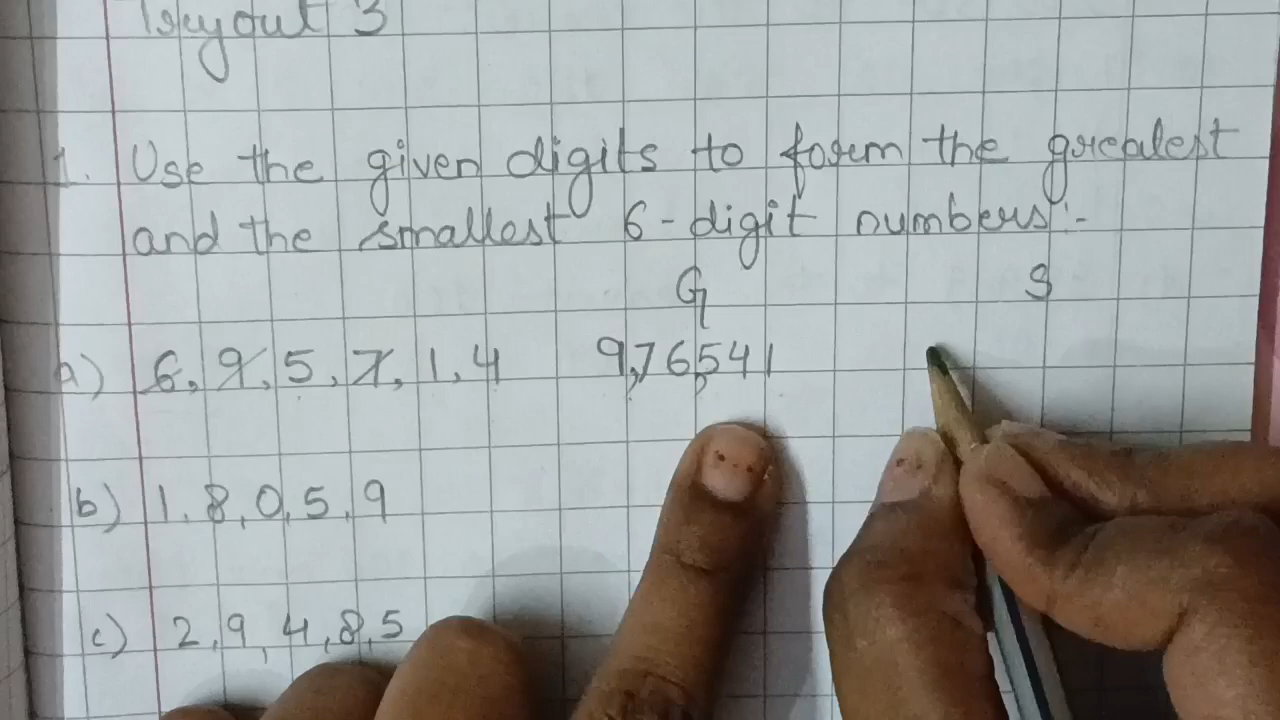 Tryout 3
1. Use the given digits to form the greatest
and the smallest 6-digit numbers:-
G S
a) 6, 9, 5, 7, 1, 4 9,76,541
b) 1, 8, 0, 5, 9
c) 2, 9, 4, 8, 5